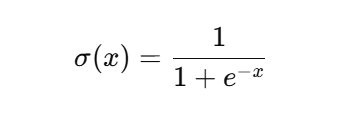 σ(x) = 1 / (1 + e^{-x})